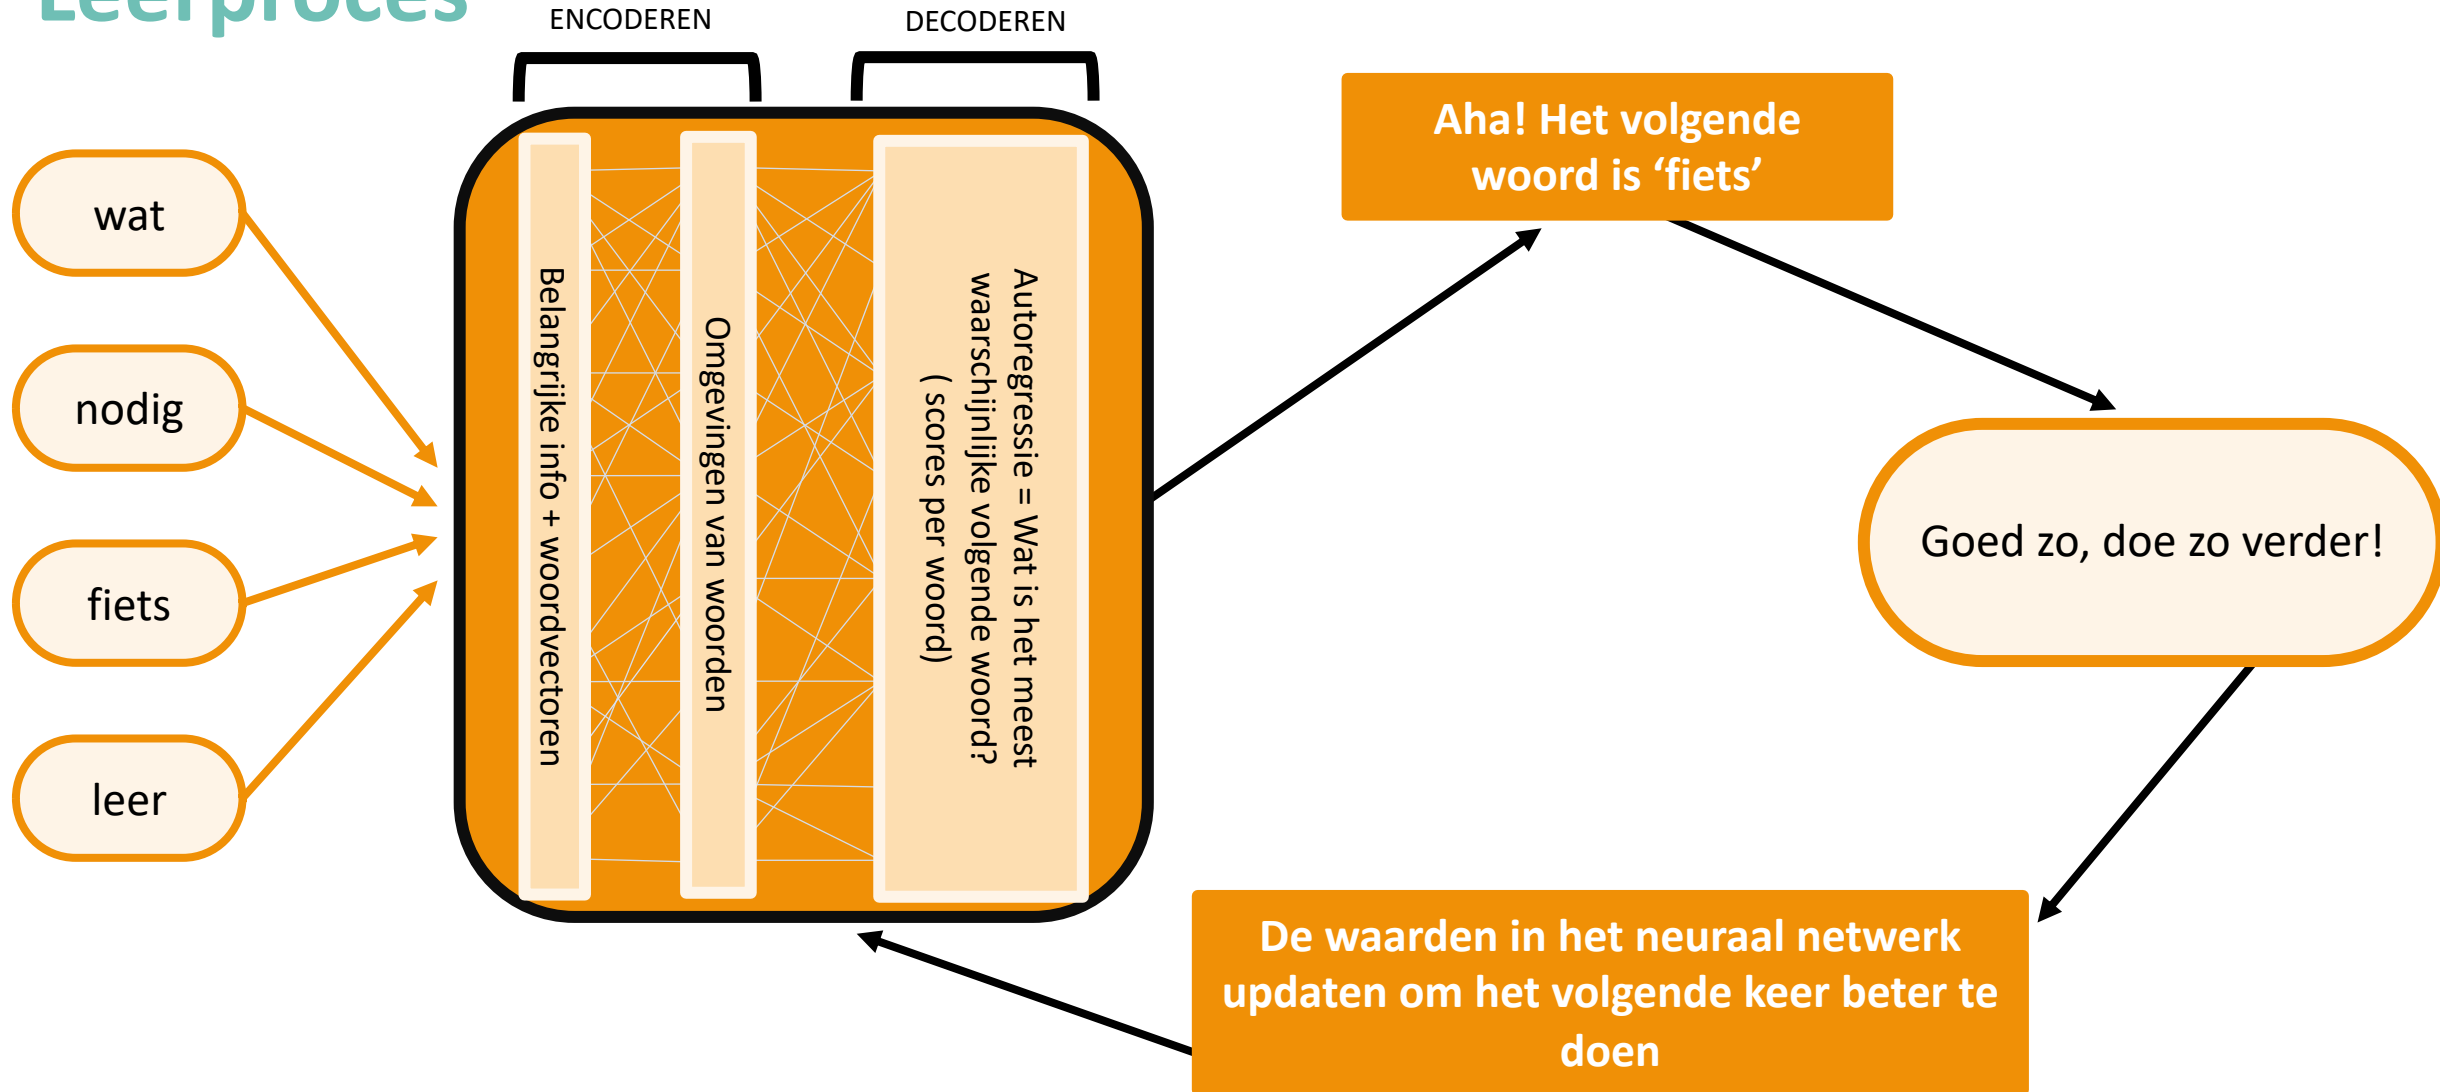 Leerproces
ENCODEREN
DECODEREN
wat
nodig
fiets
leer
Belangrijke info + woordvectoren
Omgevingen van woorden
Autoregressie = Wat is het meest
waarschijnlijke volgende woord?
( scores per woord)
Aha! Het volgende
woord is ‘fiets’
Goed zo, doe zo verder!
De waarden in het neuraal netwerk
updaten om het volgende keer beter te
doen